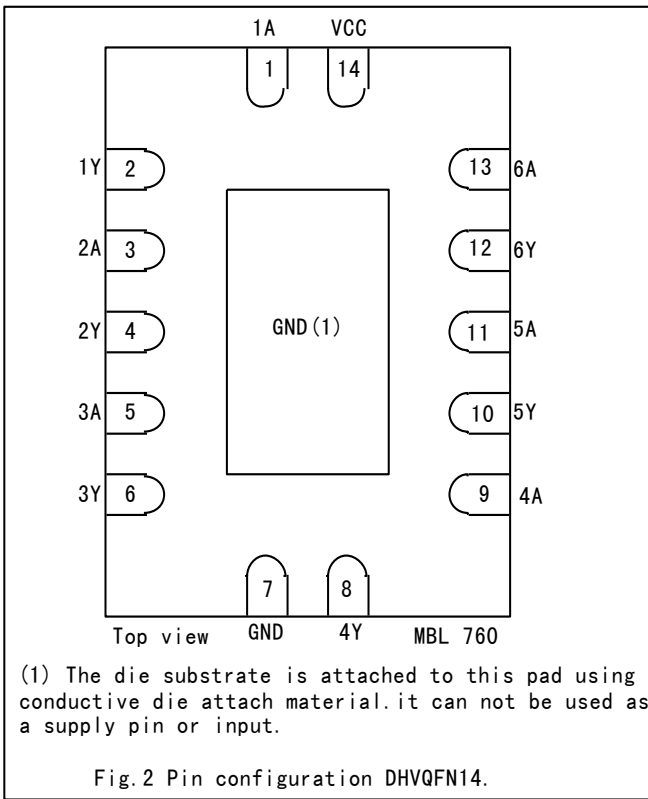 1A VCC
1 14
1Y 2 13 6A
2A 3 12 6Y
GND(1)
2Y 4 11 5A
3A 5 10 5Y
3Y 6 9 4A
7 8
Top view GND 4Y MBL 760
(1) The die substrate is attached to this pad using
conductive die attach material.it can not be used as
a supply pin or input.
Fig.2 Pin configuration DHVQFN14.